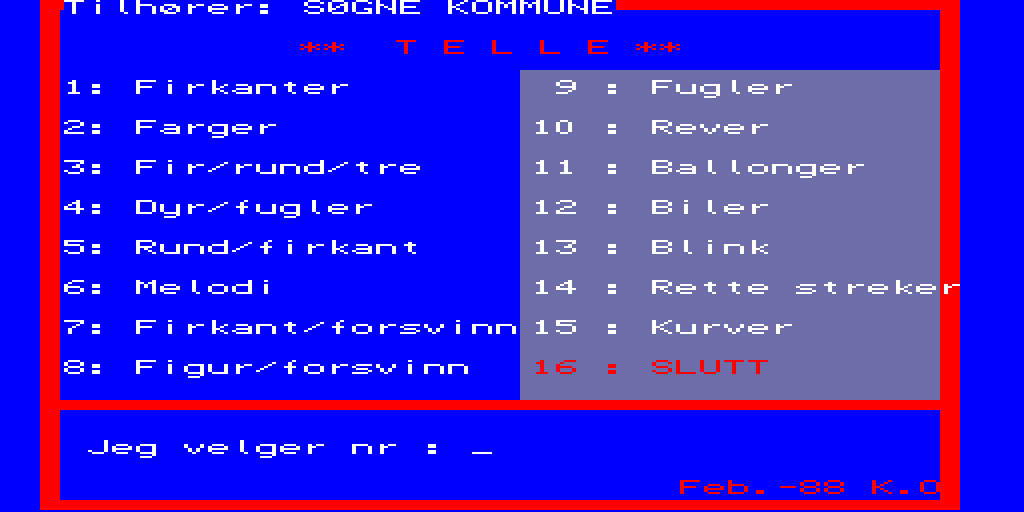 Tilhører: SØGNE KOMMUNE
** T E L L E **
1: Firkanter
2: Farger
3: Fir/rund/tre
4: Dyr/fugler
5: Rund/firkant
6: Melodi
7: Firkant/forsvinn
8: Figur/forsvinn
9 : Fugler
10 : Rever
11 : Ballonger
12 : Biler
13 : Blink
14 : Rette streker
15 : Kurver
16 : SLUTT
Jeg velger nr : _
Feb.-88 K.O